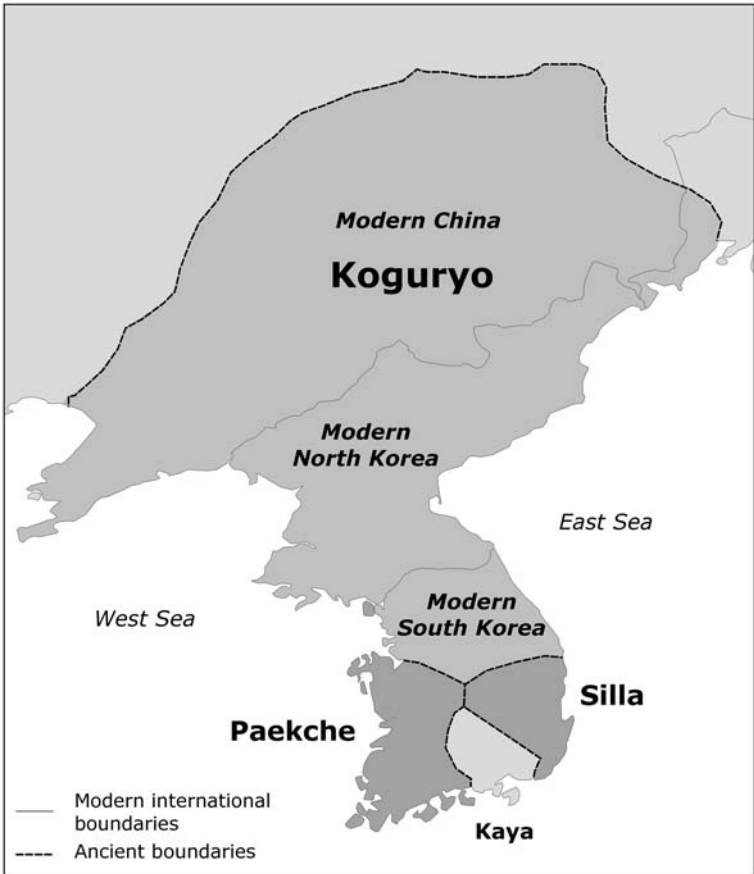 Modern China
Koguryo
Modern
North Korea
East Sea
West Sea
Modern
South Korea
Silla
Paekche
Kaya
Modern international
boundaries
Ancient boundaries